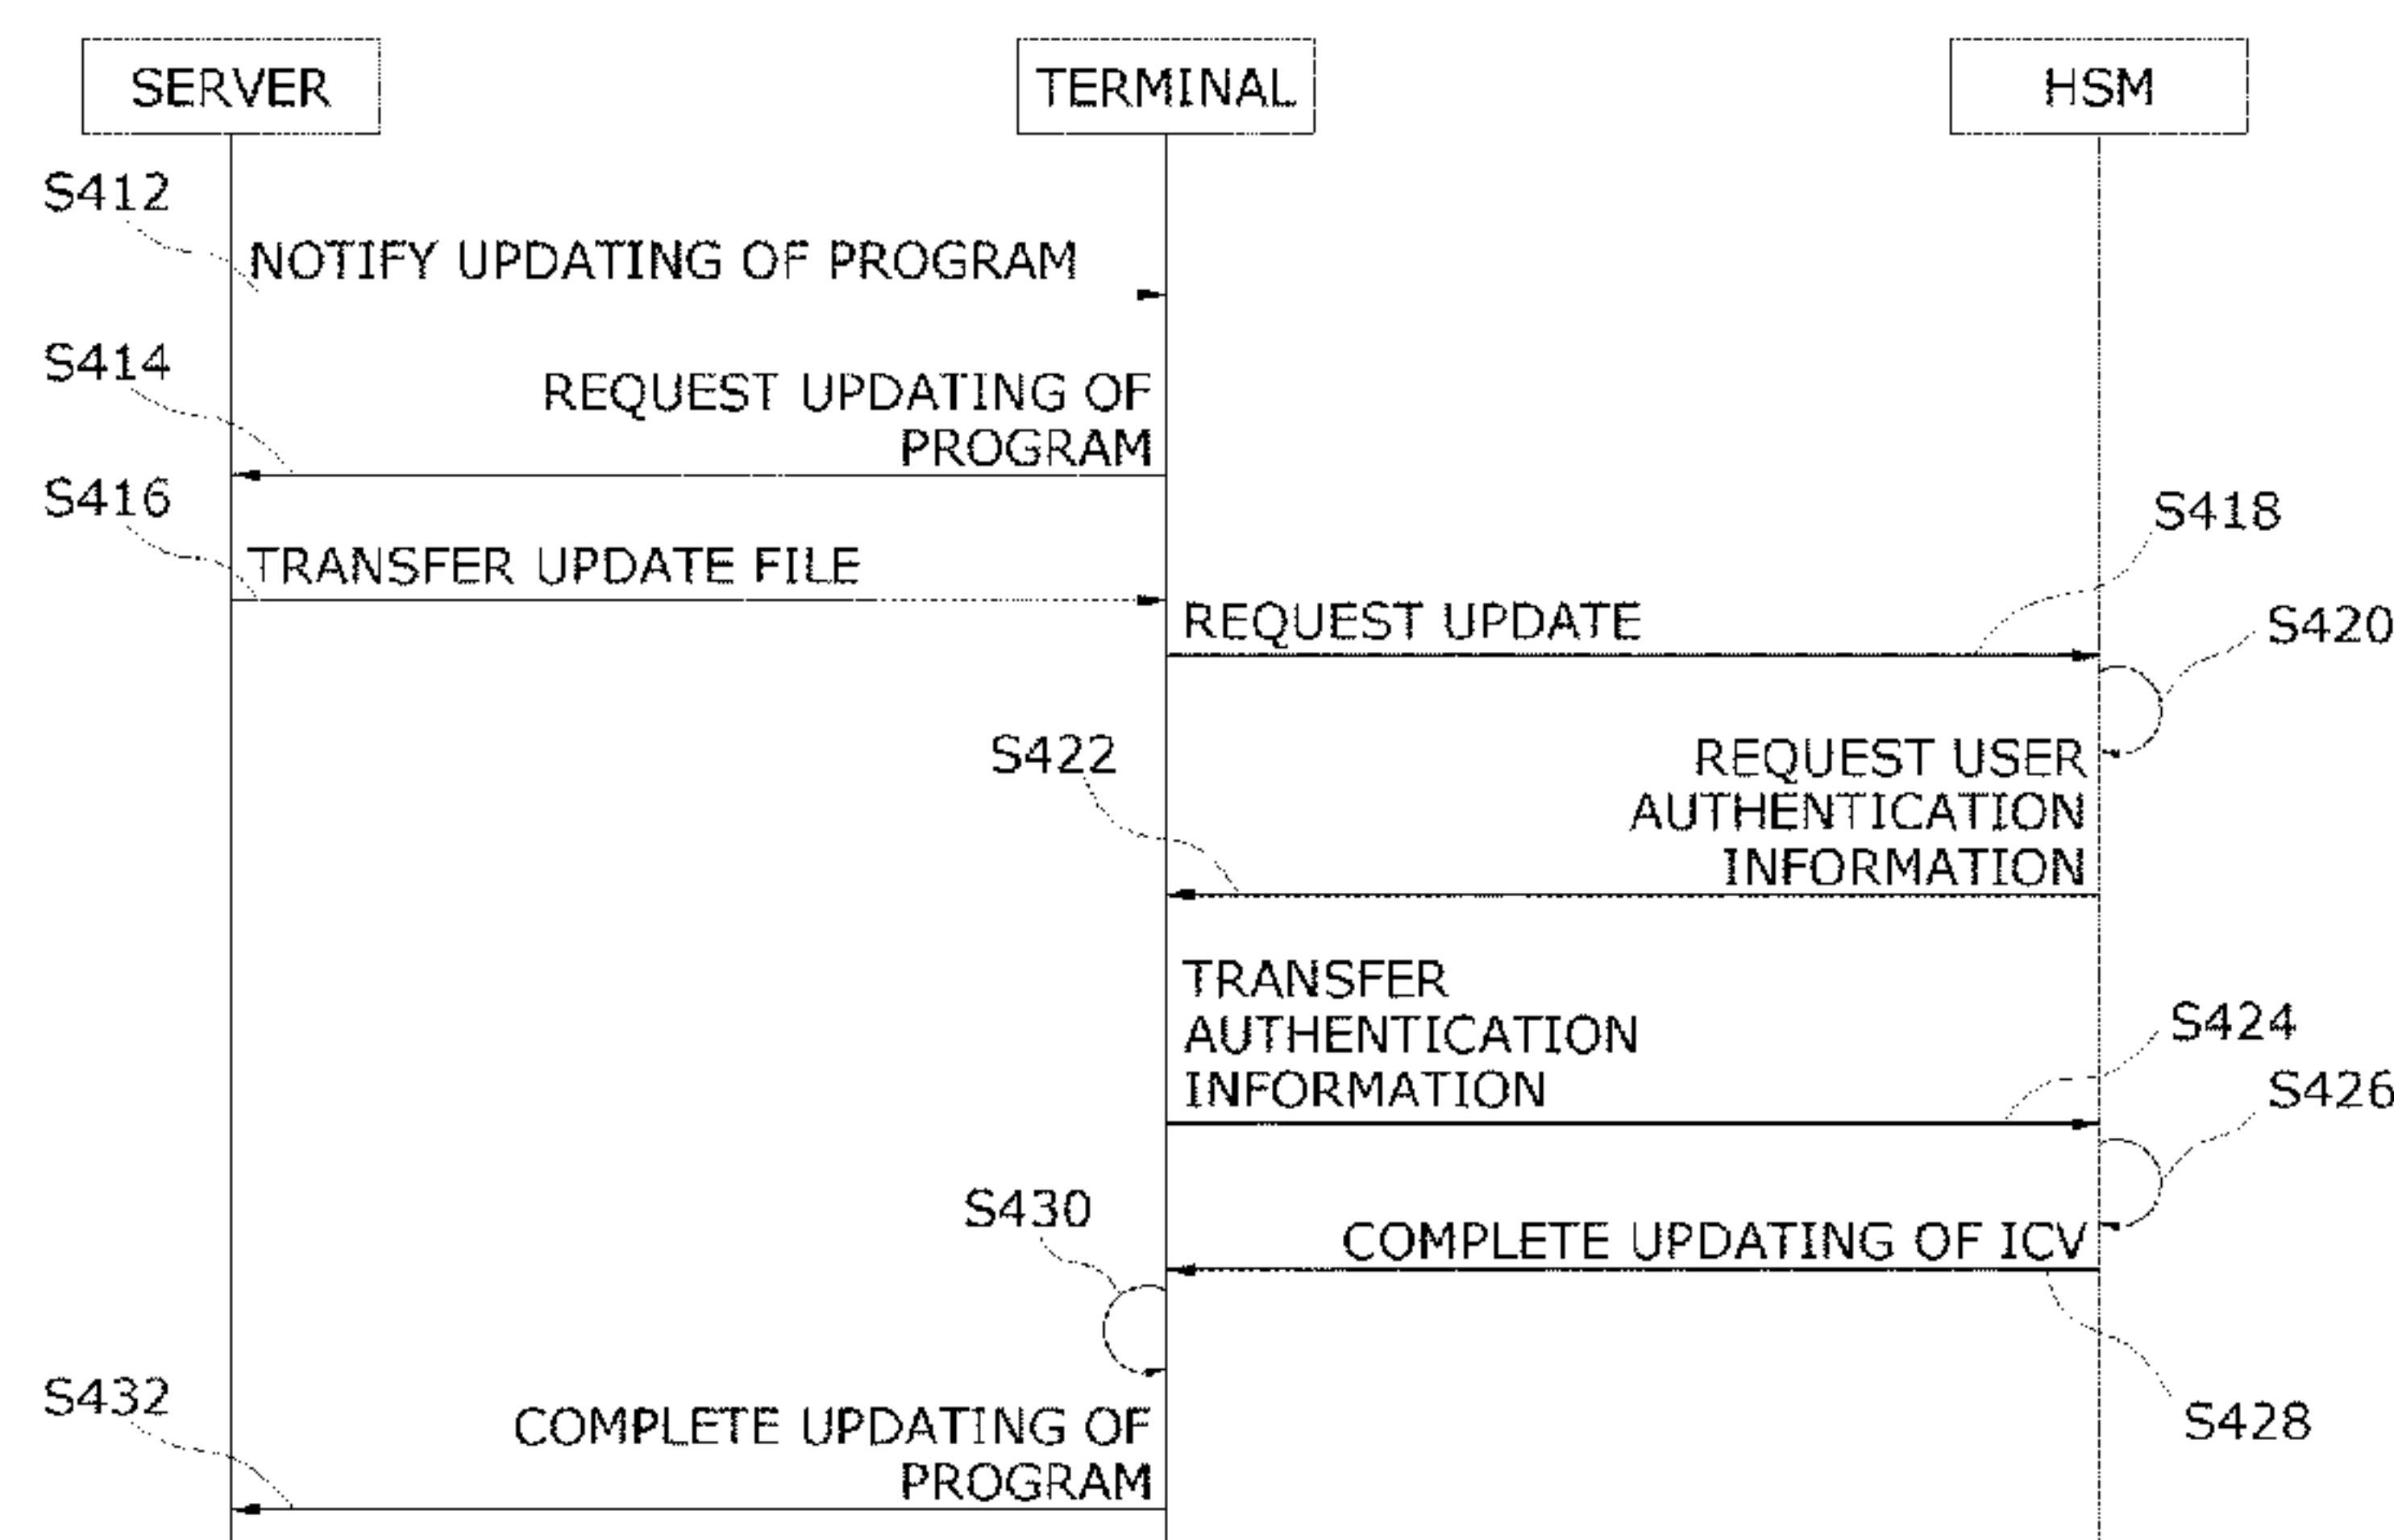 SERVER
TERMINAL
HSM
S412
NOTIFY UPDATING OF PROGRAM
S414
REQUEST UPDATING OF
PROGRAM
S416
TRANSFER UPDATE FILE
S418
REQUEST UPDATE
S420
S422
REQUEST USER
AUTHENTICATION
INFORMATION
TRANSFER
AUTHENTICATION
INFORMATION
S424
S426
S430
COMPLETE UPDATING OF ICV
S428
S432
COMPLETE UPDATING OF
PROGRAM